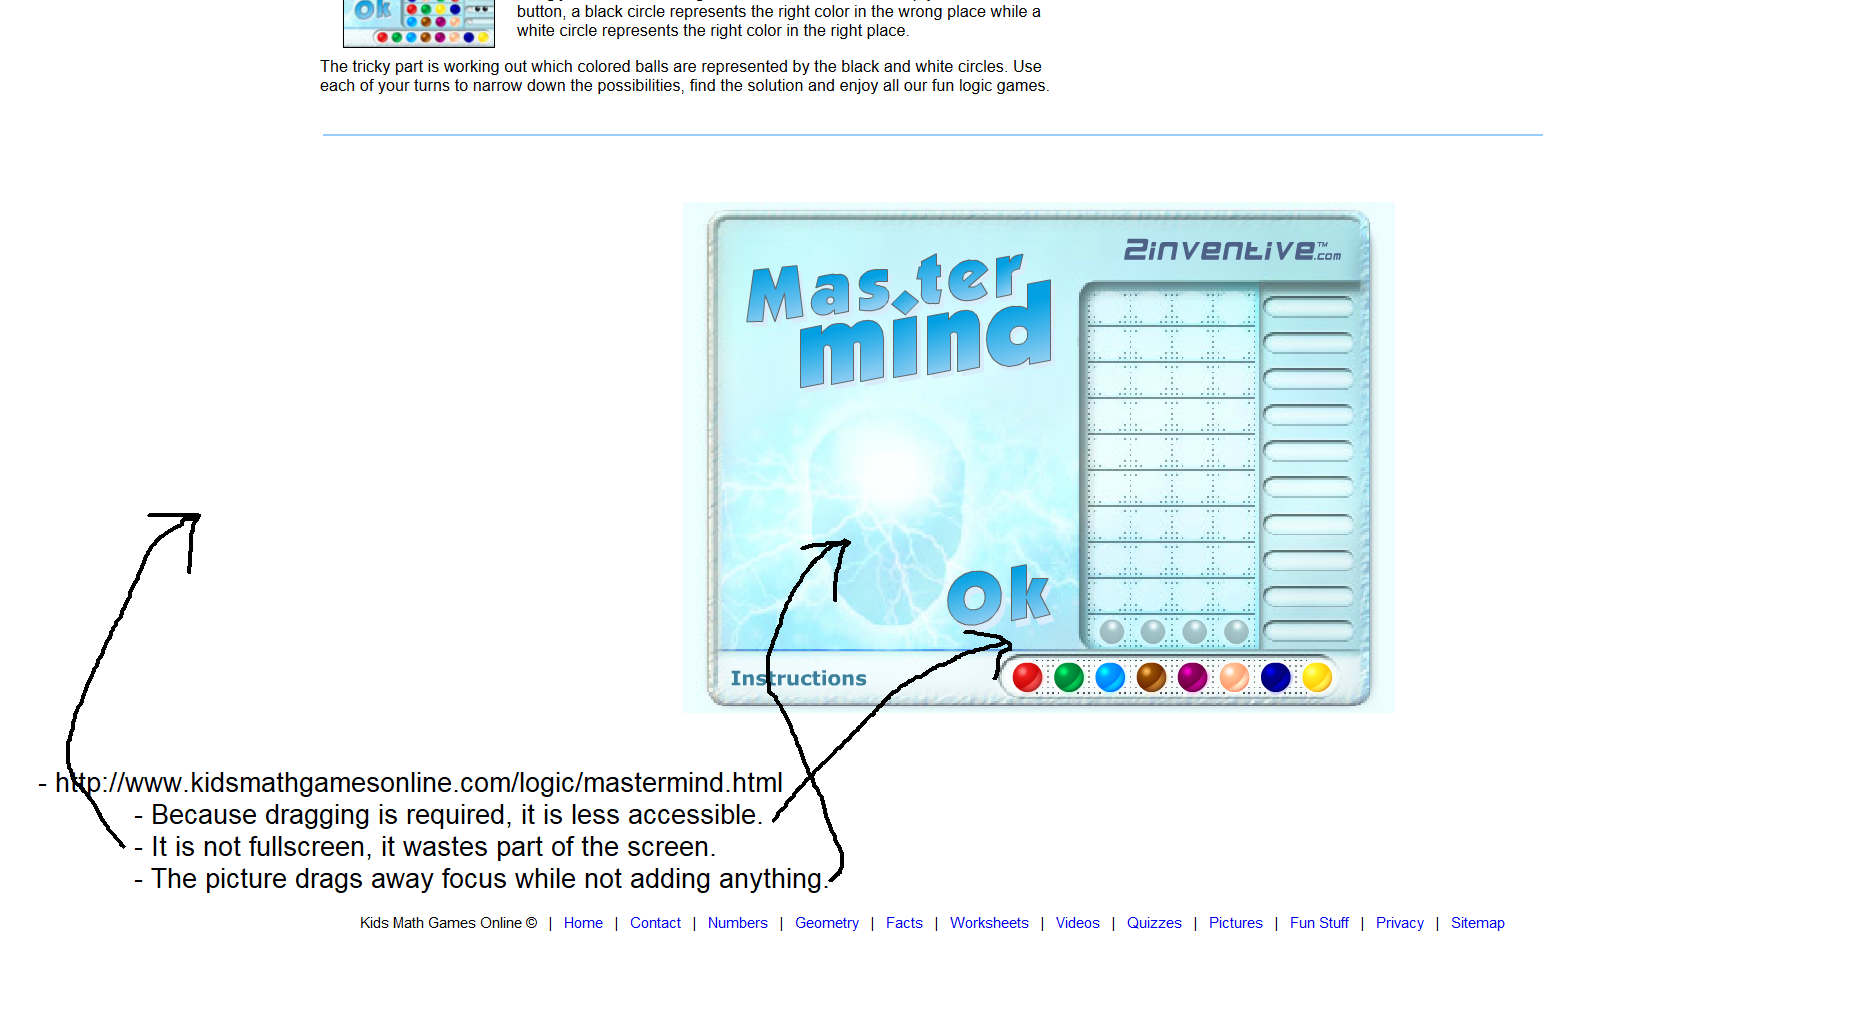 Ok
button, a black circle represents the right color in the wrong place while a
white circle represents the right color in the right place.
The tricky part is working out which colored balls are represented by the black and white circles. Use
each of your turns to narrow down the possibilities, find the solution and enjoy all our fun logic games.
2inventive™.com
Master
mind
Ok
Instructions
- http://www.kidsmathgamesonline.com/logic/mastermind.html
- Because dragging is required, it is less accessible.
- It is not fullscreen, it wastes part of the screen.
- The picture drags away focus while not adding anything.
Kids Math Games Online © | Home | Contact | Numbers | Geometry | Facts | Worksheets | Videos | Quizzes | Pictures | Fun Stuff | Privacy | Sitemap